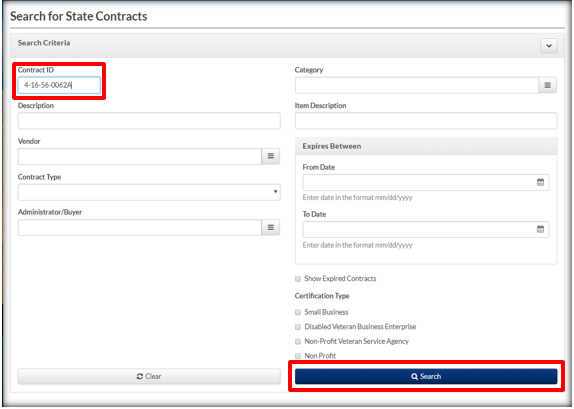 Search for State Contracts
Search Criteria
Contract ID
4-16-56-0062A
Category
Description
Item Description
Vendor
Expires Between
From Date
Enter date in the format mm/dd/yyyy
Contract Type
To Date
Enter date in the format mm/dd/yyyy
Administrator/Buyer
Show Expired Contracts
Certification Type
Small Business
Disabled Veteran Business Enterprise
Non-Profit Veteran Service Agency
Non Profit
Clear
Search